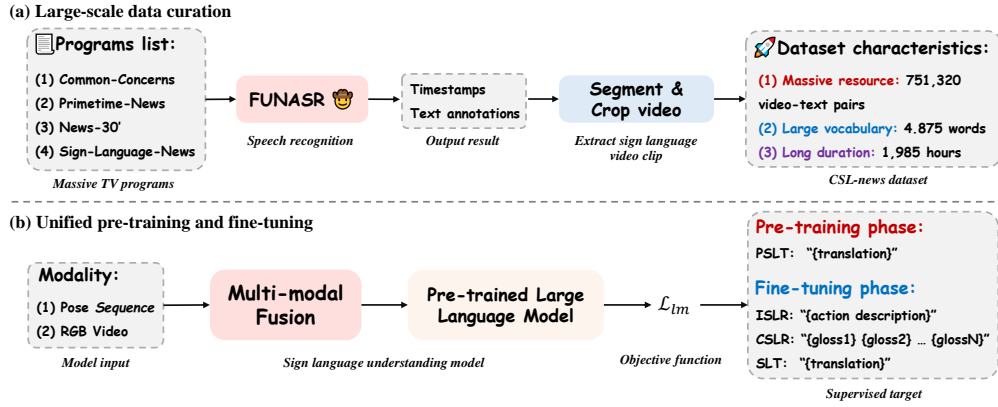 (a) Large-scale data curation
Programs list:
(1) Common-Concerns
(2) Primetime-News
(3) News-30'
(4) Sign-Language-News
Massive TV programs
FUNASR
Speech recognition
Timestamps
Text annotations
Output result
Segment &
Crop video
Extract sign language
video clip
Dataset characteristics:
(1) Massive resource: 751,320
video-text pairs
(2) Large vocabulary: 4.875 words
(3) Long duration: 1,985 hours
CSL-news dataset
(b) Unified pre-training and fine-tuning
Modality:
(1) Pose Sequence
(2) RGB Video
Model input
Multi-modal
Fusion
Pre-trained Large
Language Model
Sign language understanding model
ℒlm
Objective function
Pre-training phase:
PSLT: “{translation}”
Fine-tuning phase:
ISLR: “{action description}”
CSLR: “{gloss1} {gloss2} … {glossN}”
SLT: “{translation}”
Supervised target